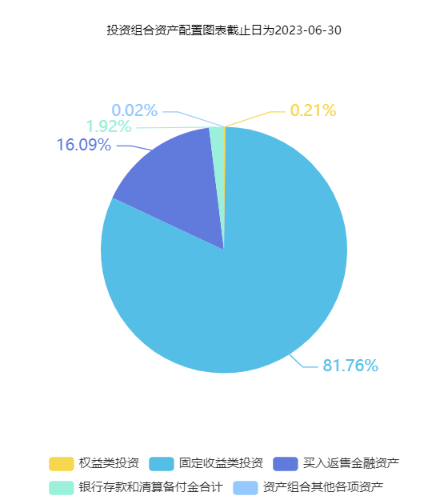 投资组合资产配置图表截止日为2023-06-30
0.02%
0.21%
1.92%
16.09%
81.76%
权益类投资 固定收益类投资 买入返售金融资产
银行存款和清算备付金合计 资产组合其他各项资产